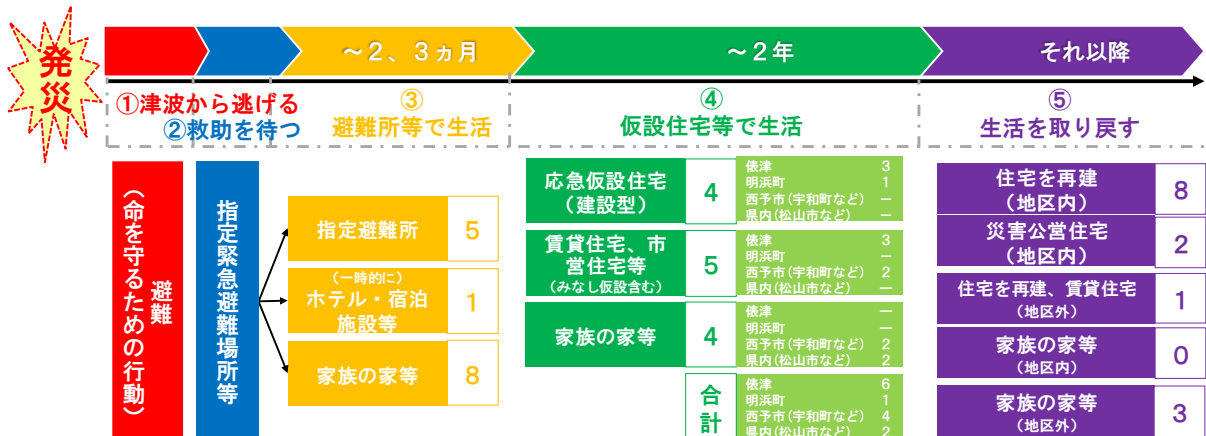 発
災
～2、3ヵ月
～2年
それ以降
①津波から逃げる
②救助を待つ
③
避難所等で生活
④
仮設住宅等で生活
⑤
生活を取り戻す
避難
（命を守るための行動）
指定緊急避難場所等
指定避難所
5
（一時的に）
ホテル・宿泊
施設等
1
家族の家等
8
応急仮設住宅
（建設型）
4
俵津 3
明浜町 1
西予市（宇和町など） －
県内（松山市など） －
賃貸住宅、市
営住宅等
（みなし仮設含む）
5
俵津 3
明浜町 －
西予市（宇和町など） 2
県内（松山市など） －
家族の家等
4
俵津 －
明浜町 －
西予市（宇和町など） 2
県内（松山市など） 2
合
計
俵津 6
明浜町 1
西予市（宇和町など） 4
県内（松山市など） 2
住宅を再建
（地区内）
8
災害公営住宅
（地区内）
2
住宅を再建、賃貸住宅
（地区外）
1
家族の家等
（地区内）
0
家族の家等
（地区外）
3